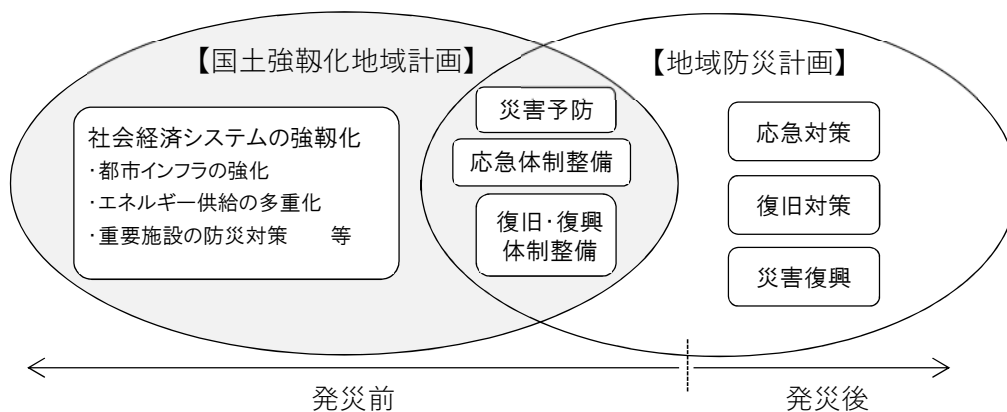 【国土強靱化地域計画】
【地域防災計画】
社会経済システムの強靱化
・都市インフラの強化
・エネルギー供給の多重化
・重要施設の防災対策　　等
災害予防
応急体制整備
復旧・復興
体制整備
応急対策
復旧対策
災害復興
発災前
発災後